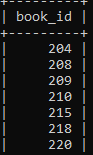 +---------+
| book_id |
+---------+
|     204 |
|     208 |
|     209 |
|     210 |
|     215 |
|     218 |
|     220 |